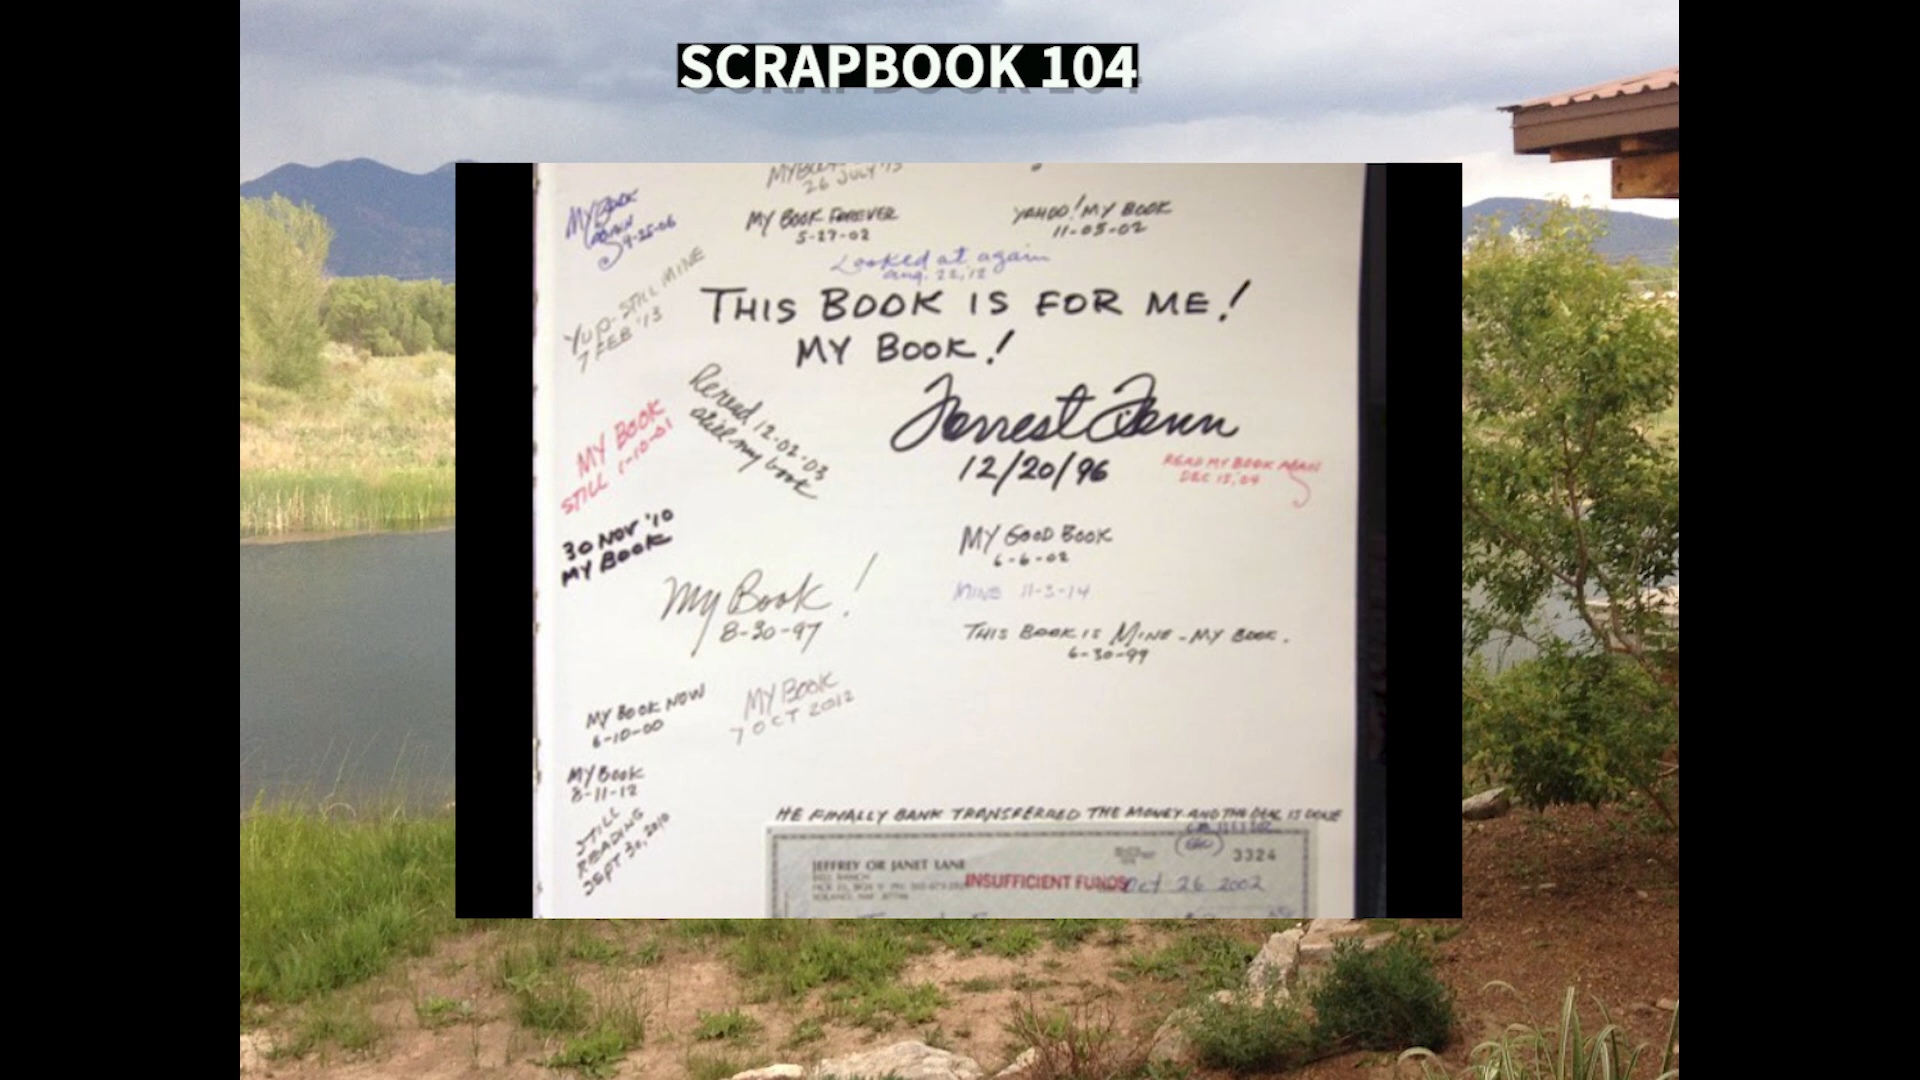 SCRAPBOOK 104
26 JULY '13
MY BOOK
AGAIN
9-25-06
MY BOOK FOREVER
5-27-02
YAHOO! MY BOOK
11-05-02
Looked at again
Aug. 22, '12
YUP-STILL MINE
7 FEB '13
THIS BOOK IS FOR ME!
MY BOOK!
Forrest Fenn
12/20/96
Reread 12-02-03
still my book
MY BOOK
STILL 1-10-01
READ MY BOOK AGAIN
DEC 15, '09
30 NOV '10
MY BOOK
MY GOOD BOOK
6-6-02
My Book!
8-30-97
MINE 11-3-14
THIS BOOK IS MINE-MY BOOK.
6-30-99
MY BOOK NOW
6-10-00
MY BOOK
7 OCT 2012
MY BOOK
8-11-12
STILL
READING
SEPT 30, 2010
HE FINALLY BANK TRANSFERRED THE MONEY AND THE DEAL IS DONE
JEFFREY OR JANET LANE
3324
INSUFFICIENT FUNDS
Oct 26 2002